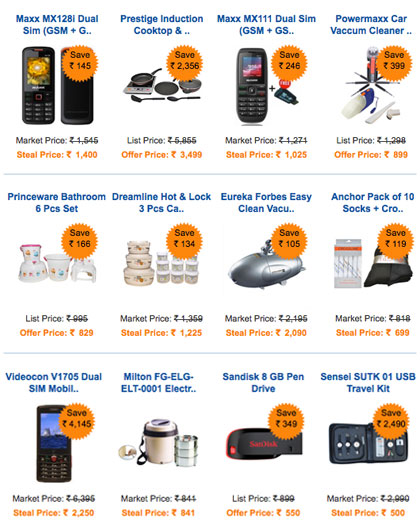 Maxx MX128i Dual
Sim (GSM + G..
Save
₹ 145
Market Price: ₹ 1,545
Steal Price: ₹ 1,400
Prestige Induction
Cooktop & ..
Save
₹ 2,356
List Price: ₹ 5,855
Offer Price: ₹ 3,499
Maxx MX111 Dual Sim
(GSM + GS..
Save
₹ 246
FREE
Market Price: ₹ 1,271
Steal Price: ₹ 1,025
Powermaxx Car
Vaccum Cleaner ..
Save
₹ 399
List Price: ₹ 1,298
Offer Price: ₹ 899
Princeware Bathroom
6 Pcs Set
Save
₹ 166
List Price: ₹ 995
Offer Price: ₹ 829
Dreamline Hot & Lock
3 Pcs Ca..
Save
₹ 134
Market Price: ₹ 1,359
Steal Price: ₹ 1,225
Eureka Forbes Easy
Clean Vacu..
Save
₹ 105
Market Price: ₹ 2,195
Steal Price: ₹ 2,090
Anchor Pack of 10
Socks + Cro..
Save
₹ 119
Market Price: ₹ 818
Steal Price: ₹ 699
Videocon V1705 Dual
SIM Mobil..
Save
₹ 4,145
Market Price: ₹ 6,395
Steal Price: ₹ 2,250
Milton FG-ELG-
ELT-0001 Electr..
Market Price: ₹ 841
Steal Price: ₹ 841
Sandisk 8 GB Pen
Drive
Save
₹ 349
SanDisk
List Price: ₹ 899
Offer Price: ₹ 550
Sensel SUTK 01 USB
Travel Kit
Save
₹ 2,490
Market Price: ₹ 2,990
Steal Price: ₹ 500